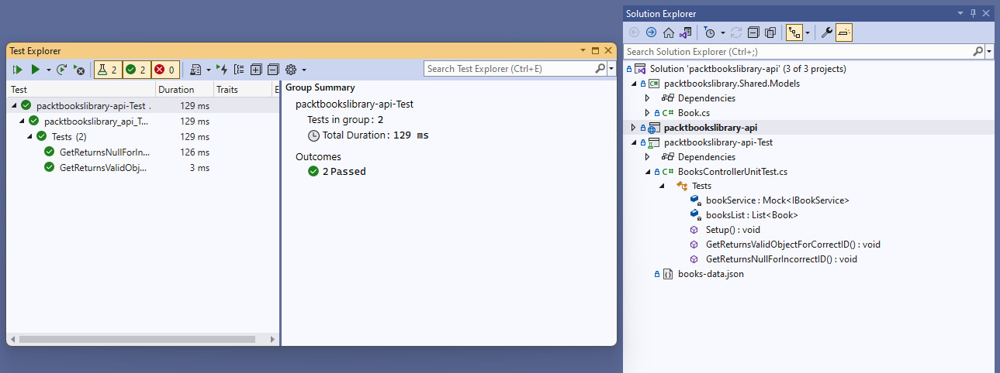 Test Explorer
2 2 0
Search Test Explorer (Ctrl+E)
Test Duration Traits E
packtbookslibrary-api-Test . 129 ms
packtbookslibrary_api_T... 129 ms
Tests (2) 129 ms
GetReturnsNullForIn... 126 ms
GetReturnsValidObj... 3 ms
Group Summary
packtbookslibrary-api-Test
Tests in group: 2
Total Duration: 129 ms
Outcomes
2 Passed
Solution Explorer
Search Solution Explorer (Ctrl+;)
Solution 'packtbookslibrary-api' (3 of 3 projects)
C# packtbookslibrary.Shared.Models
Dependencies
C# Book.cs
packtbookslibrary-api
packtbookslibrary-api-Test
Dependencies
C# BooksControllerUnitTest.cs
Tests
bookService : Mock<IBookService>
booksList : List<Book>
Setup() : void
GetReturnsValidObjectForCorrectID() : void
GetReturnsNullForIncorrectID() : void
books-data.json